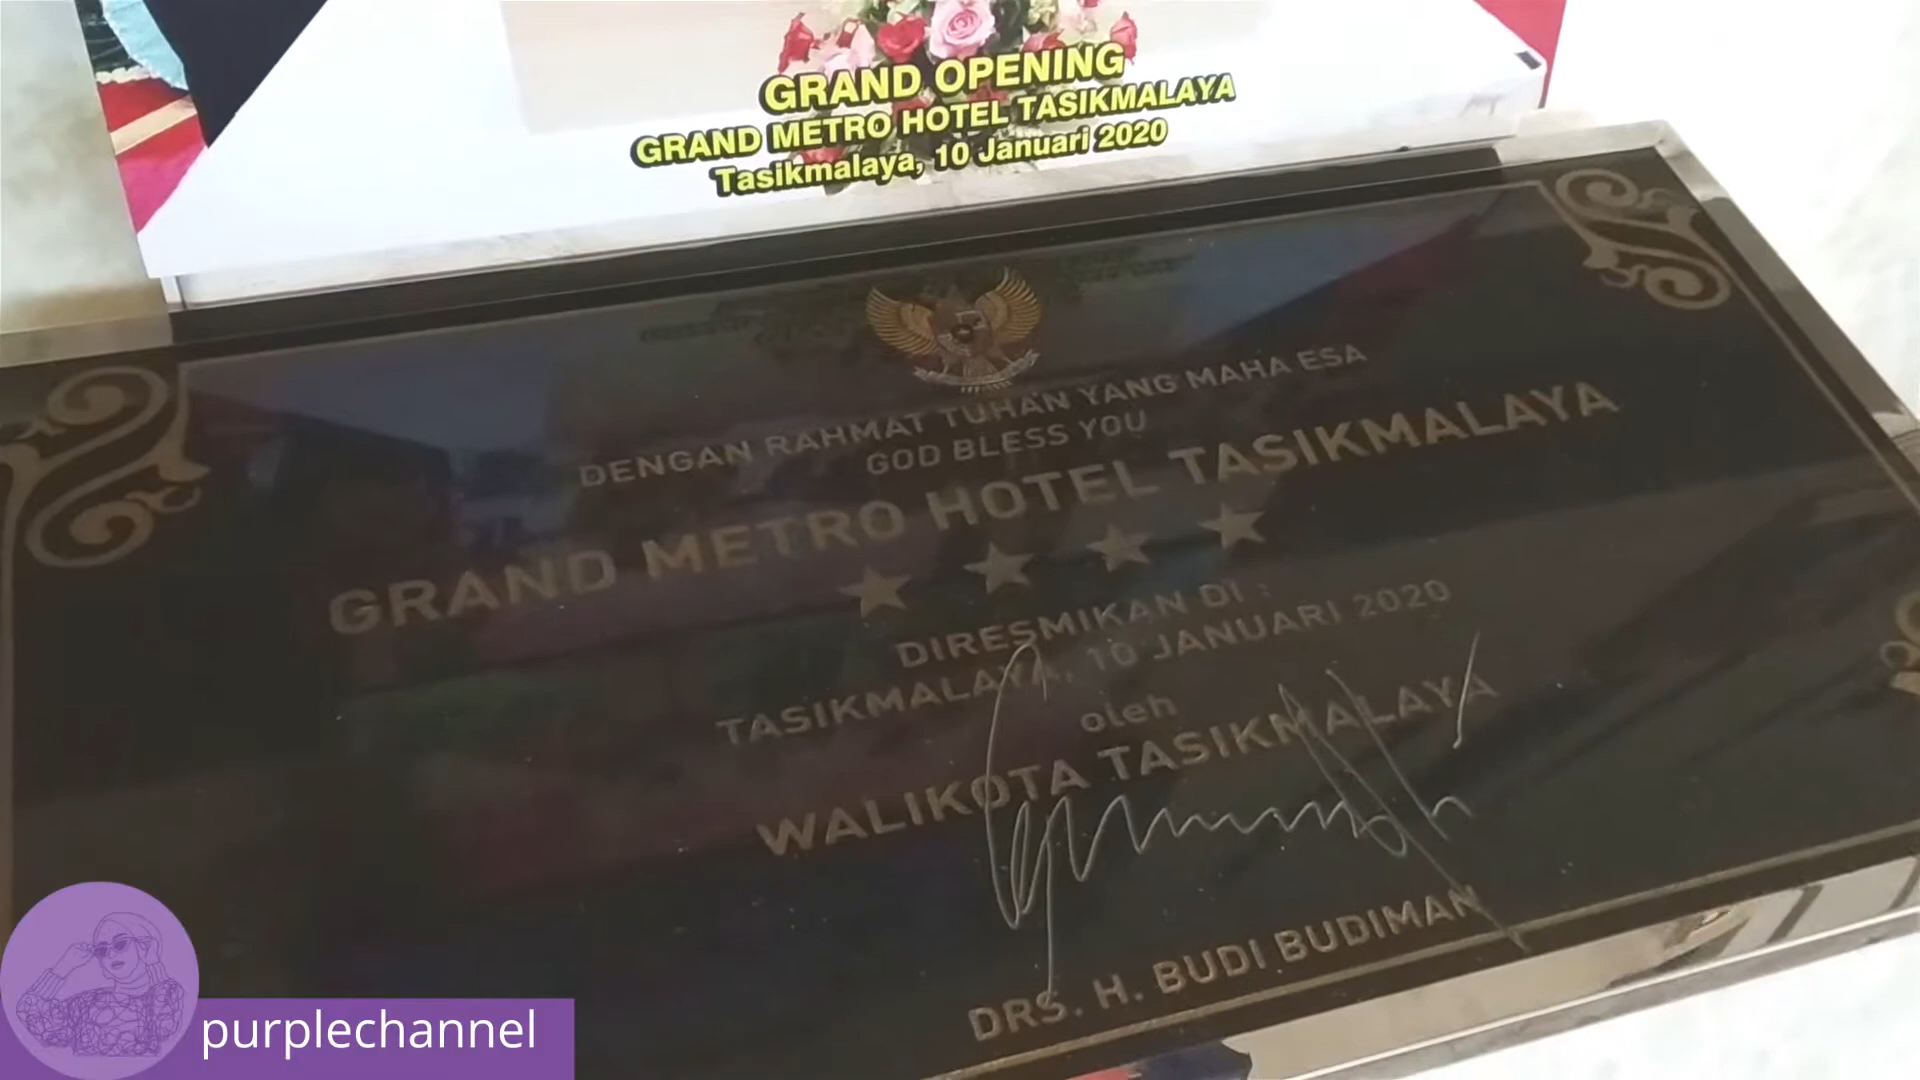 GRAND OPENING
GRAND METRO HOTEL TASIKMALAYA
Tasikmalaya, 10 Januari 2020
DENGAN RAHMAT TUHAN YANG MAHA ESA
GOD BLESS YOU
GRAND METRO HOTEL TASIKMALAYA
DIRESMIKAN DI :
TASIKMALAYA, 10 JANUARI 2020
oleh
WALIKOTA TASIKMALAYA
DRS. H. BUDI BUDIMAN
purplechannel